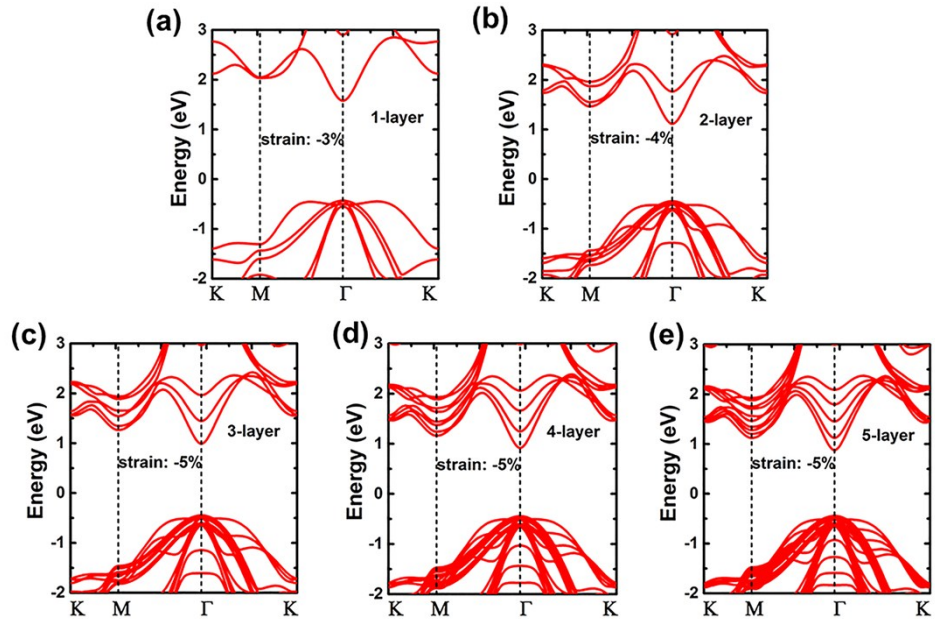 (a)
(b)
3
2
1
0
-1
-2
Energy (eV)
1-layer
strain: -3%
K M Γ K
3
2
1
0
-1
-2
Energy (eV)
2-layer
strain: -4%
K M Γ K
(c)
(d)
(e)
3
2
1
0
-1
-2
Energy (eV)
3-layer
strain: -5%
K M Γ K
3
2
1
0
-1
-2
Energy (eV)
4-layer
strain: -5%
K M Γ K
3
2
1
0
-1
-2
Energy (eV)
5-layer
strain: -5%
K M Γ K